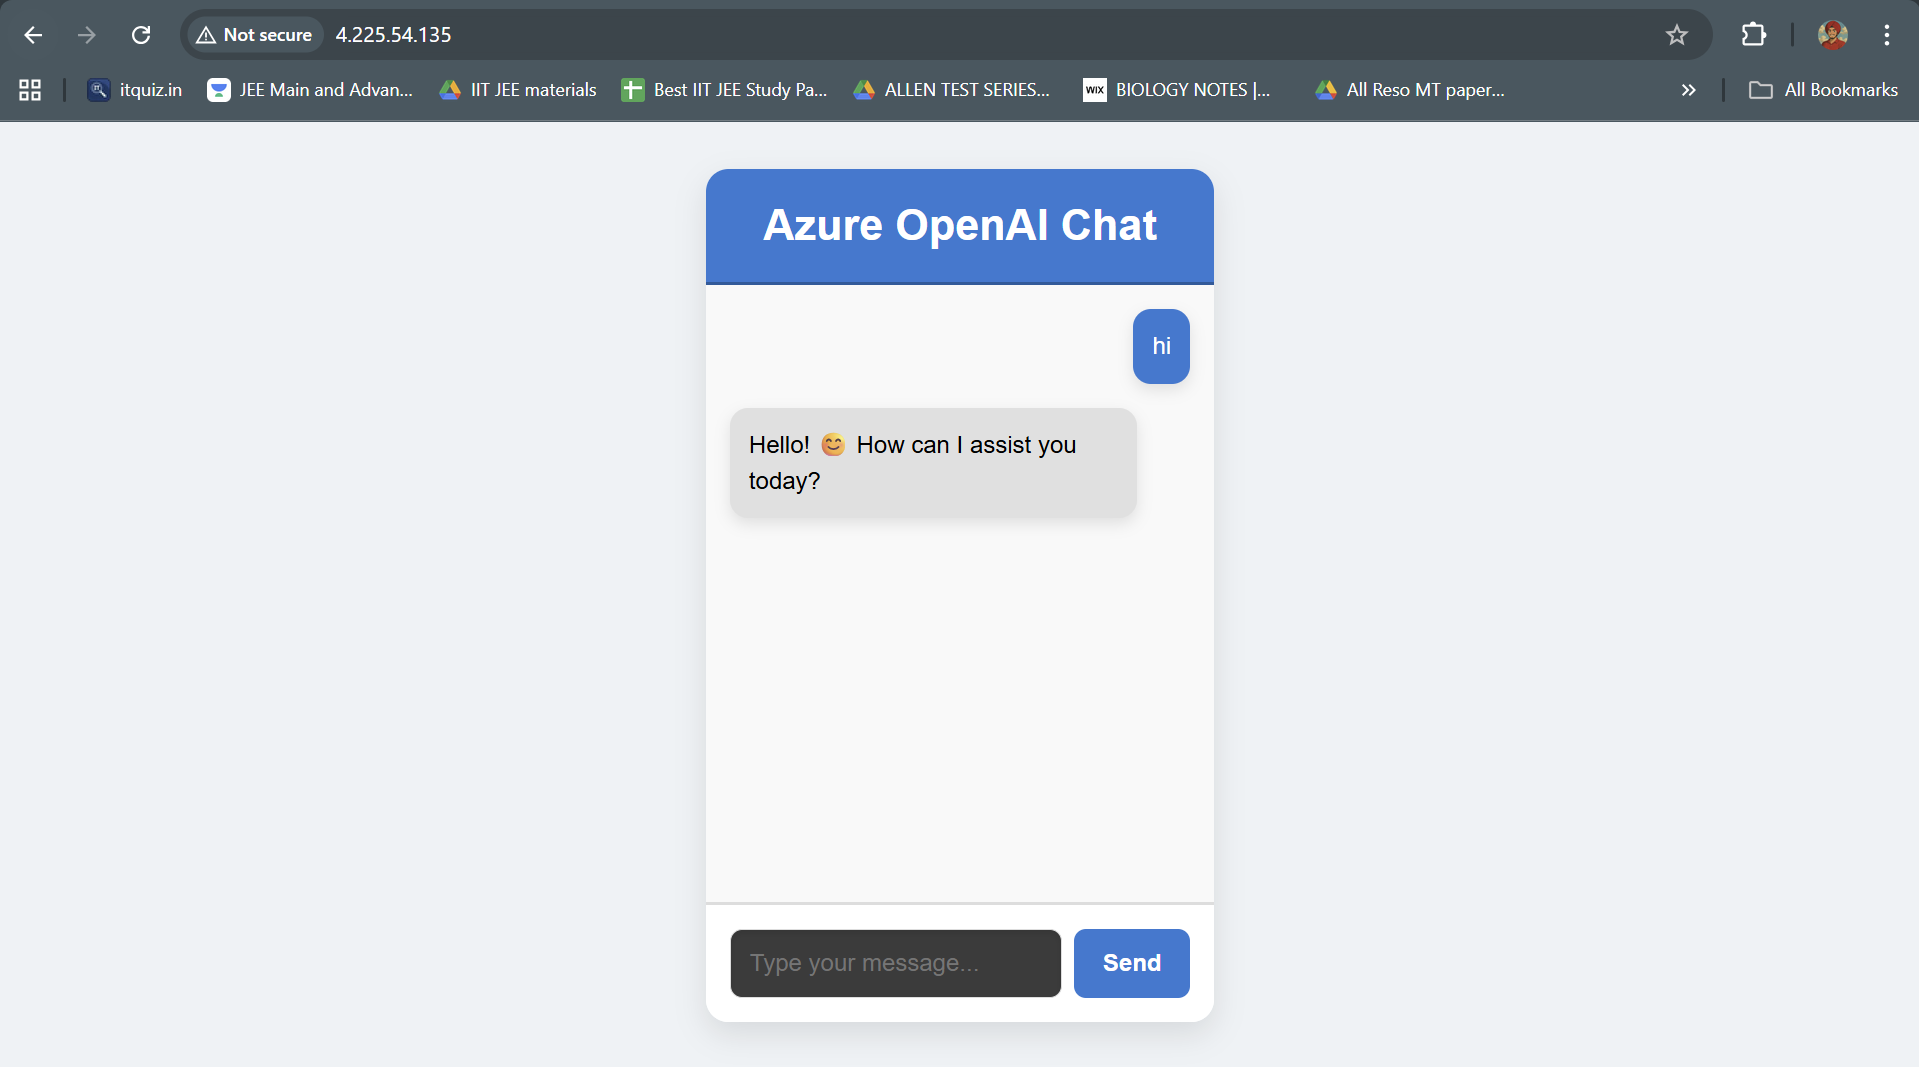 Not secure 4.225.54.135
itquiz.in JEE Main and Advan... IIT JEE materials Best IIT JEE Study Pa... ALLEN TEST SERIES... WIX BIOLOGY NOTES |... All Reso MT paper... All Bookmarks
Azure OpenAI Chat
hi
Hello! 😊 How can I assist you
today?
Type your message... Send